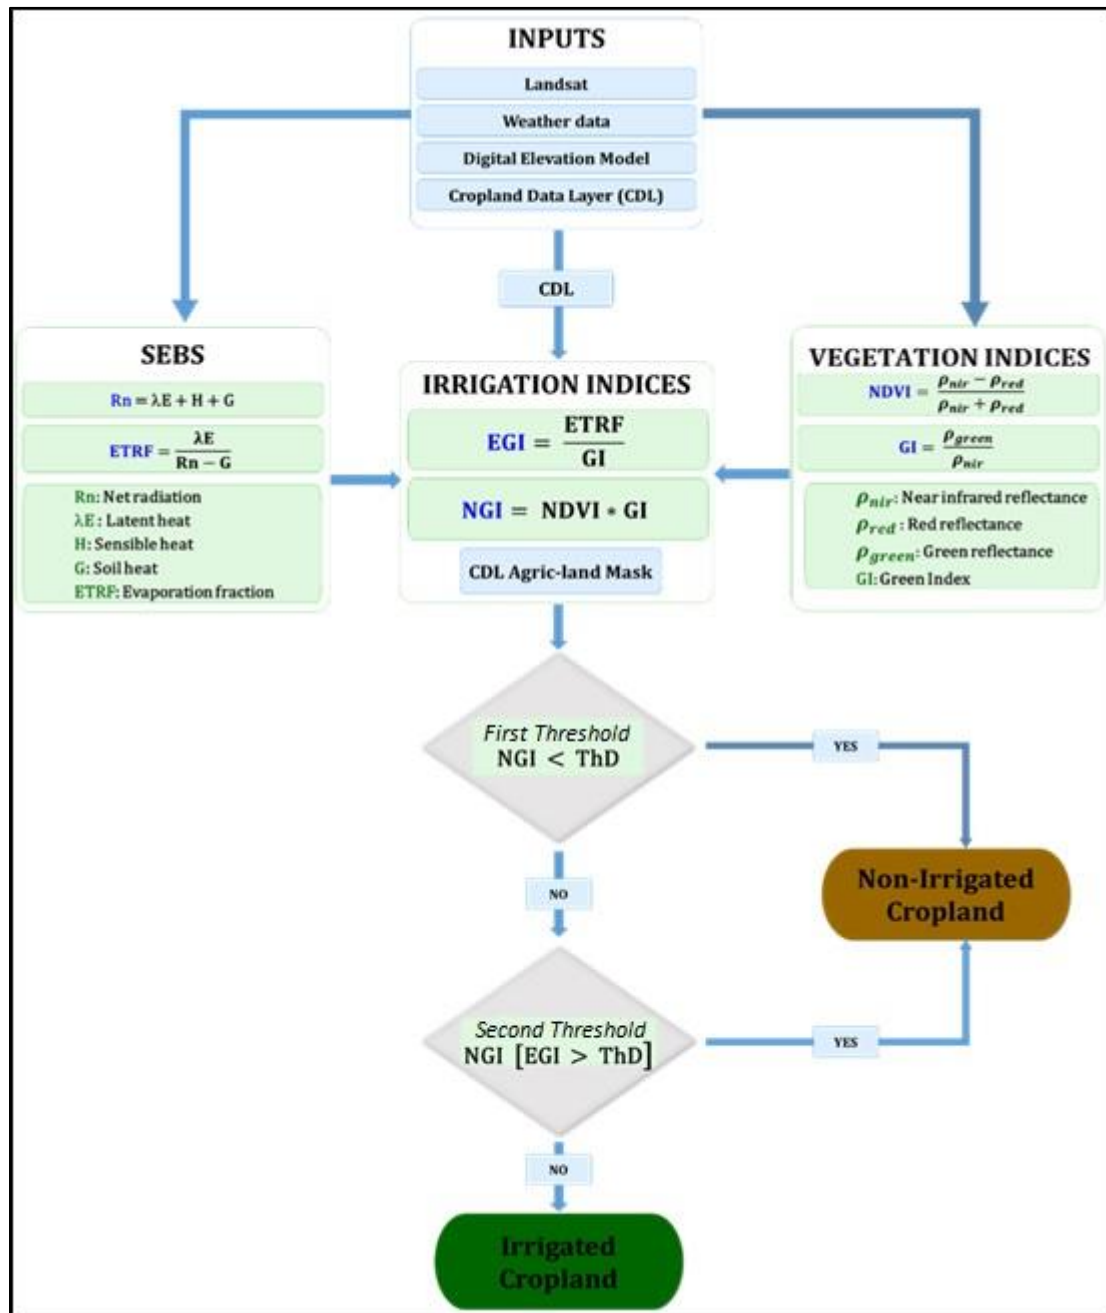 INPUTS
Landsat
Weather data
Digital Elevation Model
Cropland Data Layer (CDL)
CDL
SEBS
Rn = λE + H + G
ETRF = λE / Rn − G
Rn: Net radiation
λE : Latent heat
H: Sensible heat
G: Soil heat
ETRF: Evaporation fraction
IRRIGATION INDICES
EGI = ETRF / GI
NGI = NDVI * GI
CDL Agric-land Mask
VEGETATION INDICES
NDVI = ρnir − ρred / ρnir + ρred
GI = ρgreen / ρnir
ρnir: Near infrared reflectance
ρred: Red reflectance
ρgreen: Green reflectance
GI: Green Index
First Threshold
NGI < ThD
YES
NO
Non-Irrigated
Cropland
Second Threshold
NGI [EGI > ThD]
YES
NO
Irrigated
Cropland